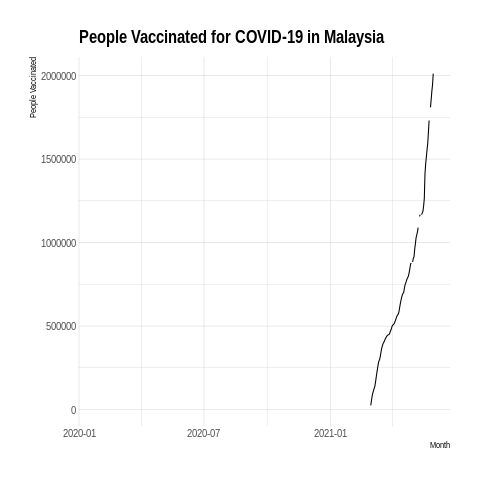 People Vaccinated for COVID-19 in Malaysia
People Vaccinated
2000000
1500000
1000000
500000
0
2020-01 2020-07 2021-01
Month